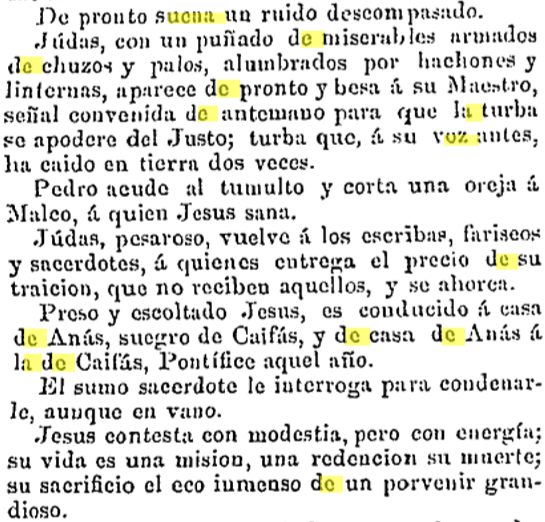 De pronto suena un ruido descompasado.
Júdas, con un puñado de miserables armados
de chuzos y palos, alumbrados por hachones y
linternas, aparece de pronto y besa á su Maestro,
señal convenida de antemano para que la turba
se apodere del Justo; turba que, á su voz antes,
ha caido en tierra dos veces.
Pedro acude al tumulto y corta una oreja á
Malco, á quien Jesus sana.
Júdas, pesaroso, vuelve á los escribas, fariseos
y sacerdotes, á quienes entrega el precio de su
traicion, que no reciben aquellos, y se ahorca.
Preso y escoltado Jesus, es conducido á casa
de Anás, suegro de Caifás, y de casa de Anás á
la de Caifás, Pontífice aquel año.
El sumo sacerdote le interroga para condenar-
le, aunque en vano.
Jesus contesta con modestia, pero con energía;
su vida es una mision, una redencion su muerte;
su sacrificio el eco inmenso de un porvenir gran-
dioso.